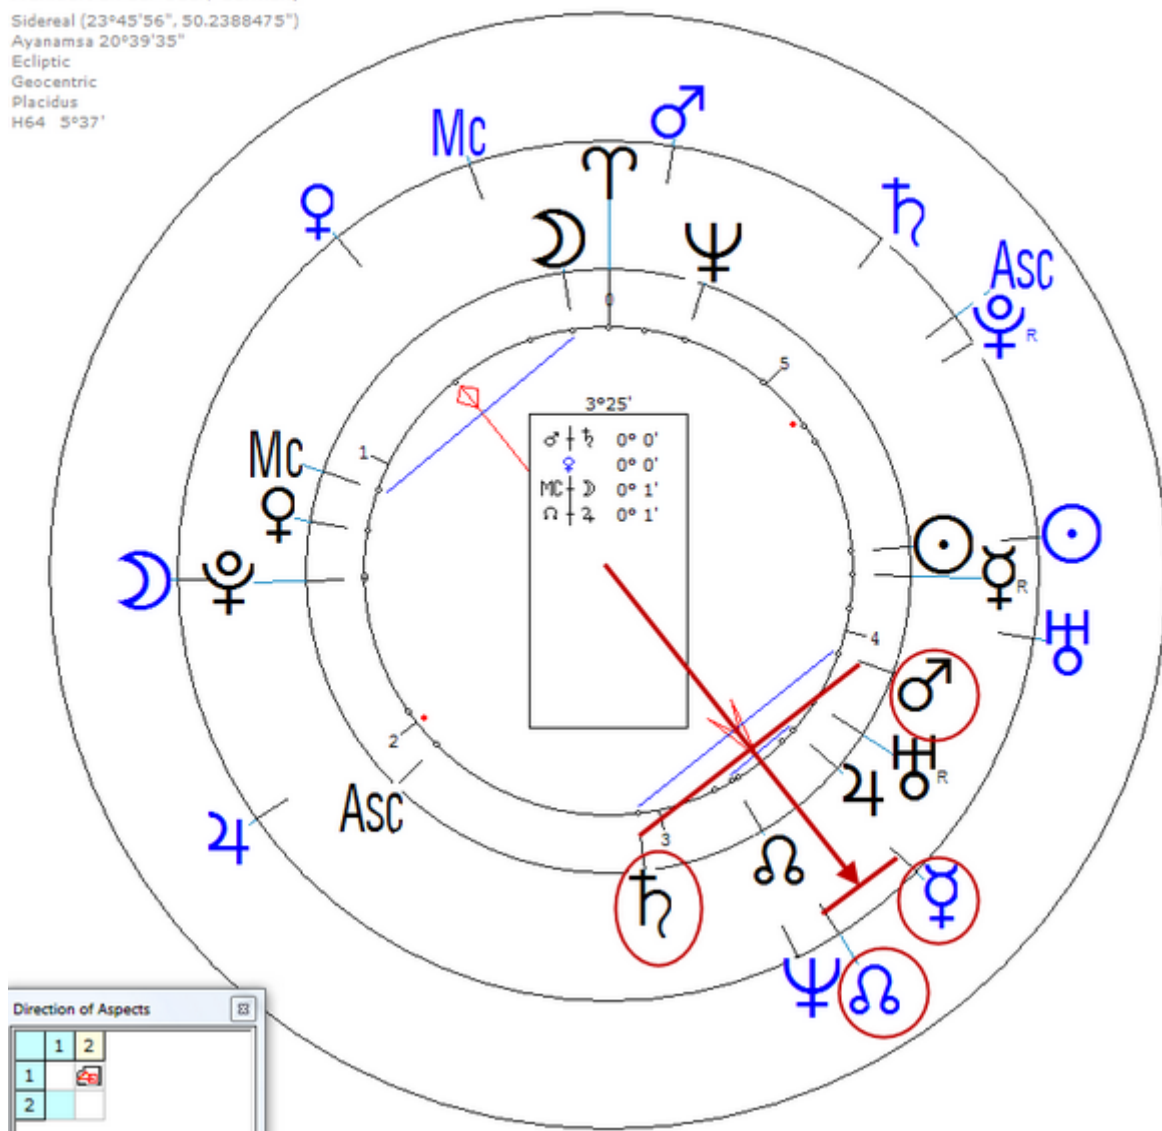 Sidereal (23°45'56", 50.2388475")
Ayanamsa 20°39'35"
Ecliptic
Geocentric
Placidus
H64 5°37'
Mc ♂
♀ ♈ ♄
☽ ♆ Asc
0 ♇ R
5
3°25'
♂ ┼ ♄ 0° 0'
♀ 0° 0'
MC ┼ ☽ 0° 1'
☊ ┼ ♃ 0° 1'
Mc 1
♀ ☉ ☉
☽ ♇ ☿ R
4 ♅
♂
2 ♅ R
Asc ♃
♃ 3 ☊
♄ ☿
♆ ☊
Direction of Aspects
1 2
1
2